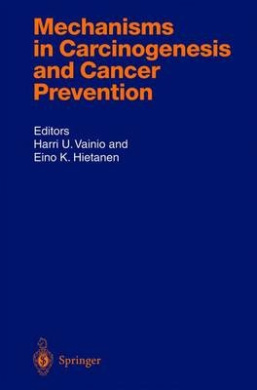 Mechanisms
in Carcinogenesis
and Cancer
Prevention
Editors
Harri U. Vainio and
Eino K. Hietanen
Springer